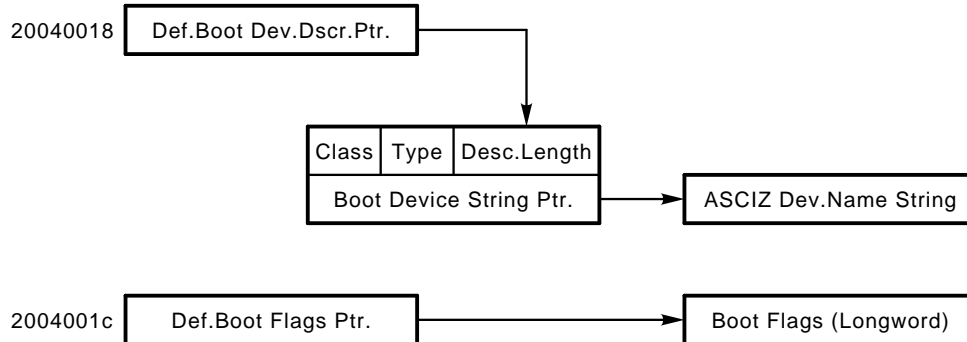 20040018 Def.Boot Dev.Dscr.Ptr.
Class Type Desc.Length
Boot Device String Ptr. ASCIZ Dev.Name String
2004001c Def.Boot Flags Ptr. Boot Flags (Longword)